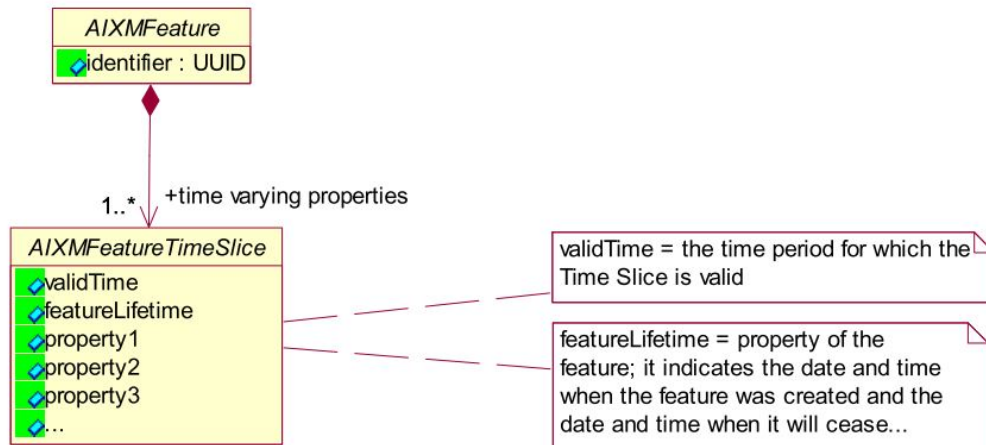 AIXMFeature
identifier : UUID
1..*
+time varying properties
AIXMFeatureTimeSlice
validTime
featureLifetime
property1
property2
property3
...
validTime = the time period for which the
Time Slice is valid
featureLifetime = property of the
feature; it indicates the date and time
when the feature was created and the
date and time when it will cease...